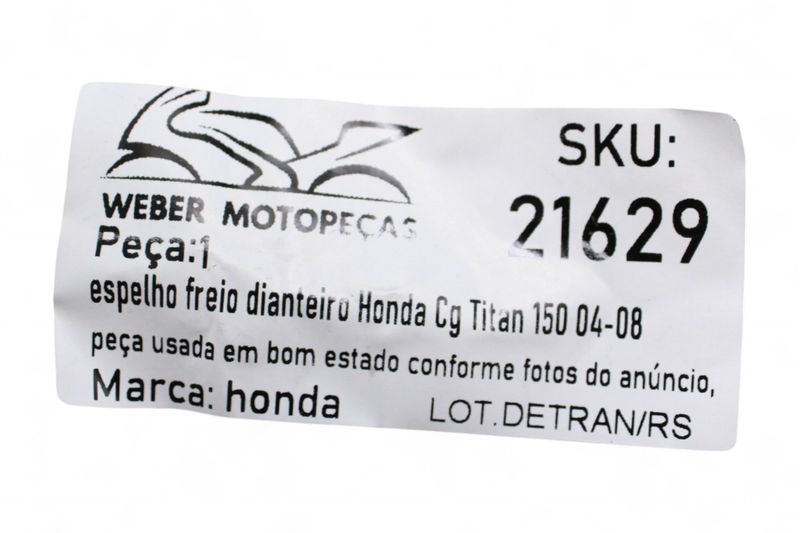 WEBER MOTOPEÇAS
SKU:
21629
Peça:1
espelho freio dianteiro Honda Cg Titan 150 04-08
peça usada em bom estado conforme fotos do anúncio,
Marca: honda
LOT.DETRAN/RS